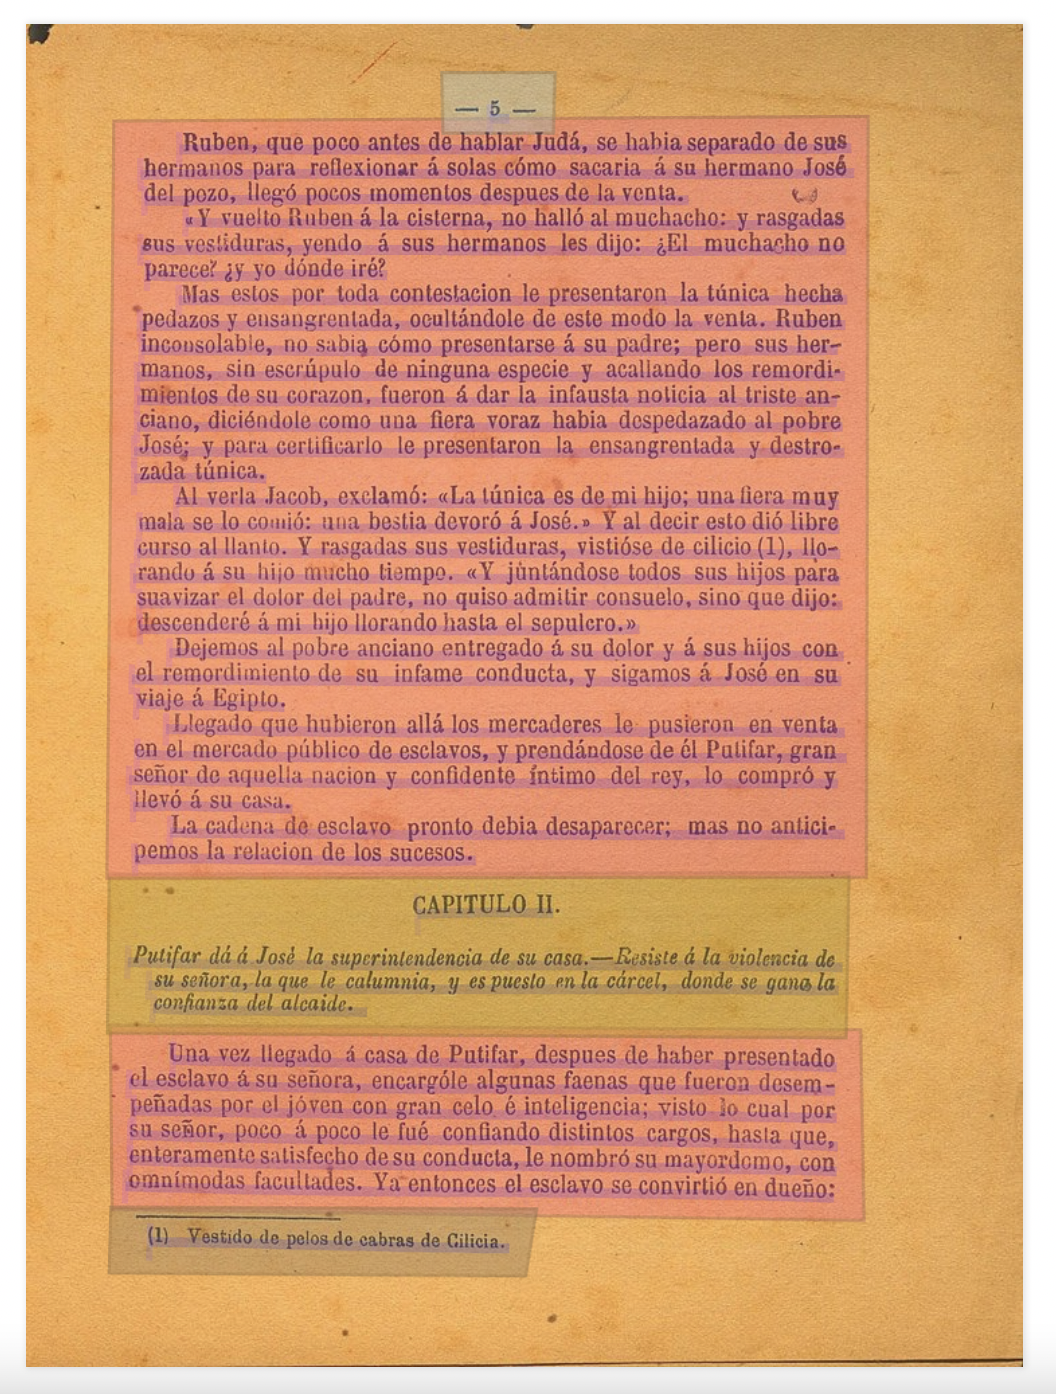 — 5 —
Ruben, que poco antes de hablar Judá, se habia separado de sus
hermanos para reflexionar á solas cómo sacaria á su hermano José
del pozo, llegó pocos momentos despues de la venta.
«Y vuelto Ruben á la cisterna, no halló al muchacho: y rasgadas
sus vestiduras, yendo á sus hermanos les dijo: ¿El muchacho no
parece? ¿y yo dónde iré?
Mas estos por toda contestacion le presentaron la túnica hecha
pedazos y ensangrentada, ocultándole de este modo la venta. Ruben
inconsolable, no sabia cómo presentarse á su padre; pero sus her-
manos, sin escrúpulo de ninguna especie y acallando los remordi-
mientos de su corazon, fueron á dar la infausta noticia al triste an-
ciano, diciéndole como una fiera voraz habia despedazado al pobre
José; y para certificarlo le presentaron la ensangrentada y destro-
zada túnica.
Al verla Jacob, exclamó: «La túnica es de mi hijo; una fiera muy
mala se lo comió: una bestia devoró á José.» Y al decir esto dió libre
curso al llanto. Y rasgadas sus vestiduras, vistióse de cilicio (1), llo-
rando á su hijo mucho tiempo. «Y juntándose todos sus hijos para
suavizar el dolor del padre, no quiso admitir consuelo, sino que dijo:
descenderé á mi hijo llorando hasta el sepulcro.»
Dejemos al pobre anciano entregado á su dolor y á sus hijos con
el remordimiento de su infame conducta, y sigamos á José en su
viaje á Egipto.
Llegado que hubieron allá los mercaderes le pusieron en venta
en el mercado público de esclavos, y prendándose de él Putifar, gran
señor de aquella nacion y confidente íntimo del rey, lo compró y
llevó á su casa.
La cadena de esclavo pronto debia desaparecer; mas no antici-
pemos la relacion de los sucesos.
CAPITULO II.
Putifar dá á José la superintendencia de su casa.—Resiste á la violencia de
su señora, la que le calumnia, y es puesto en la cárcel, donde se gana la
confianza del alcaide.
Una vez llegado á casa de Putifar, despues de haber presentado
el esclavo á su señora, encargóle algunas faenas que fueron desem-
peñadas por el jóven con gran celo é inteligencia; visto lo cual por
su señor, poco á poco le fué confiando distintos cargos, hasta que,
enteramente satisfecho de su conducta, le nombró su mayordomo, con
omnímodas facultades. Ya entonces el esclavo se convirtió en dueño:
(1) Vestido de pelos de cabras de Cilicia.